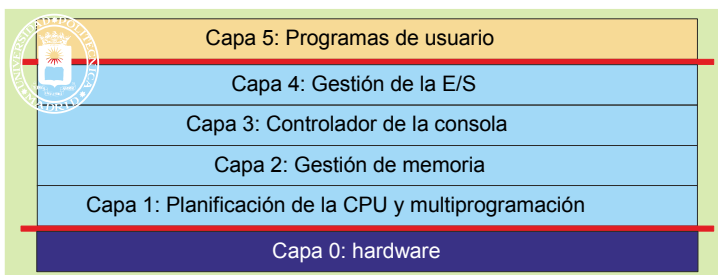 Capa 5: Programas de usuario
Capa 4: Gestión de la E/S
Capa 3: Controlador de la consola
Capa 2: Gestión de memoria
Capa 1: Planificación de la CPU y multiprogramación
Capa 0: hardware